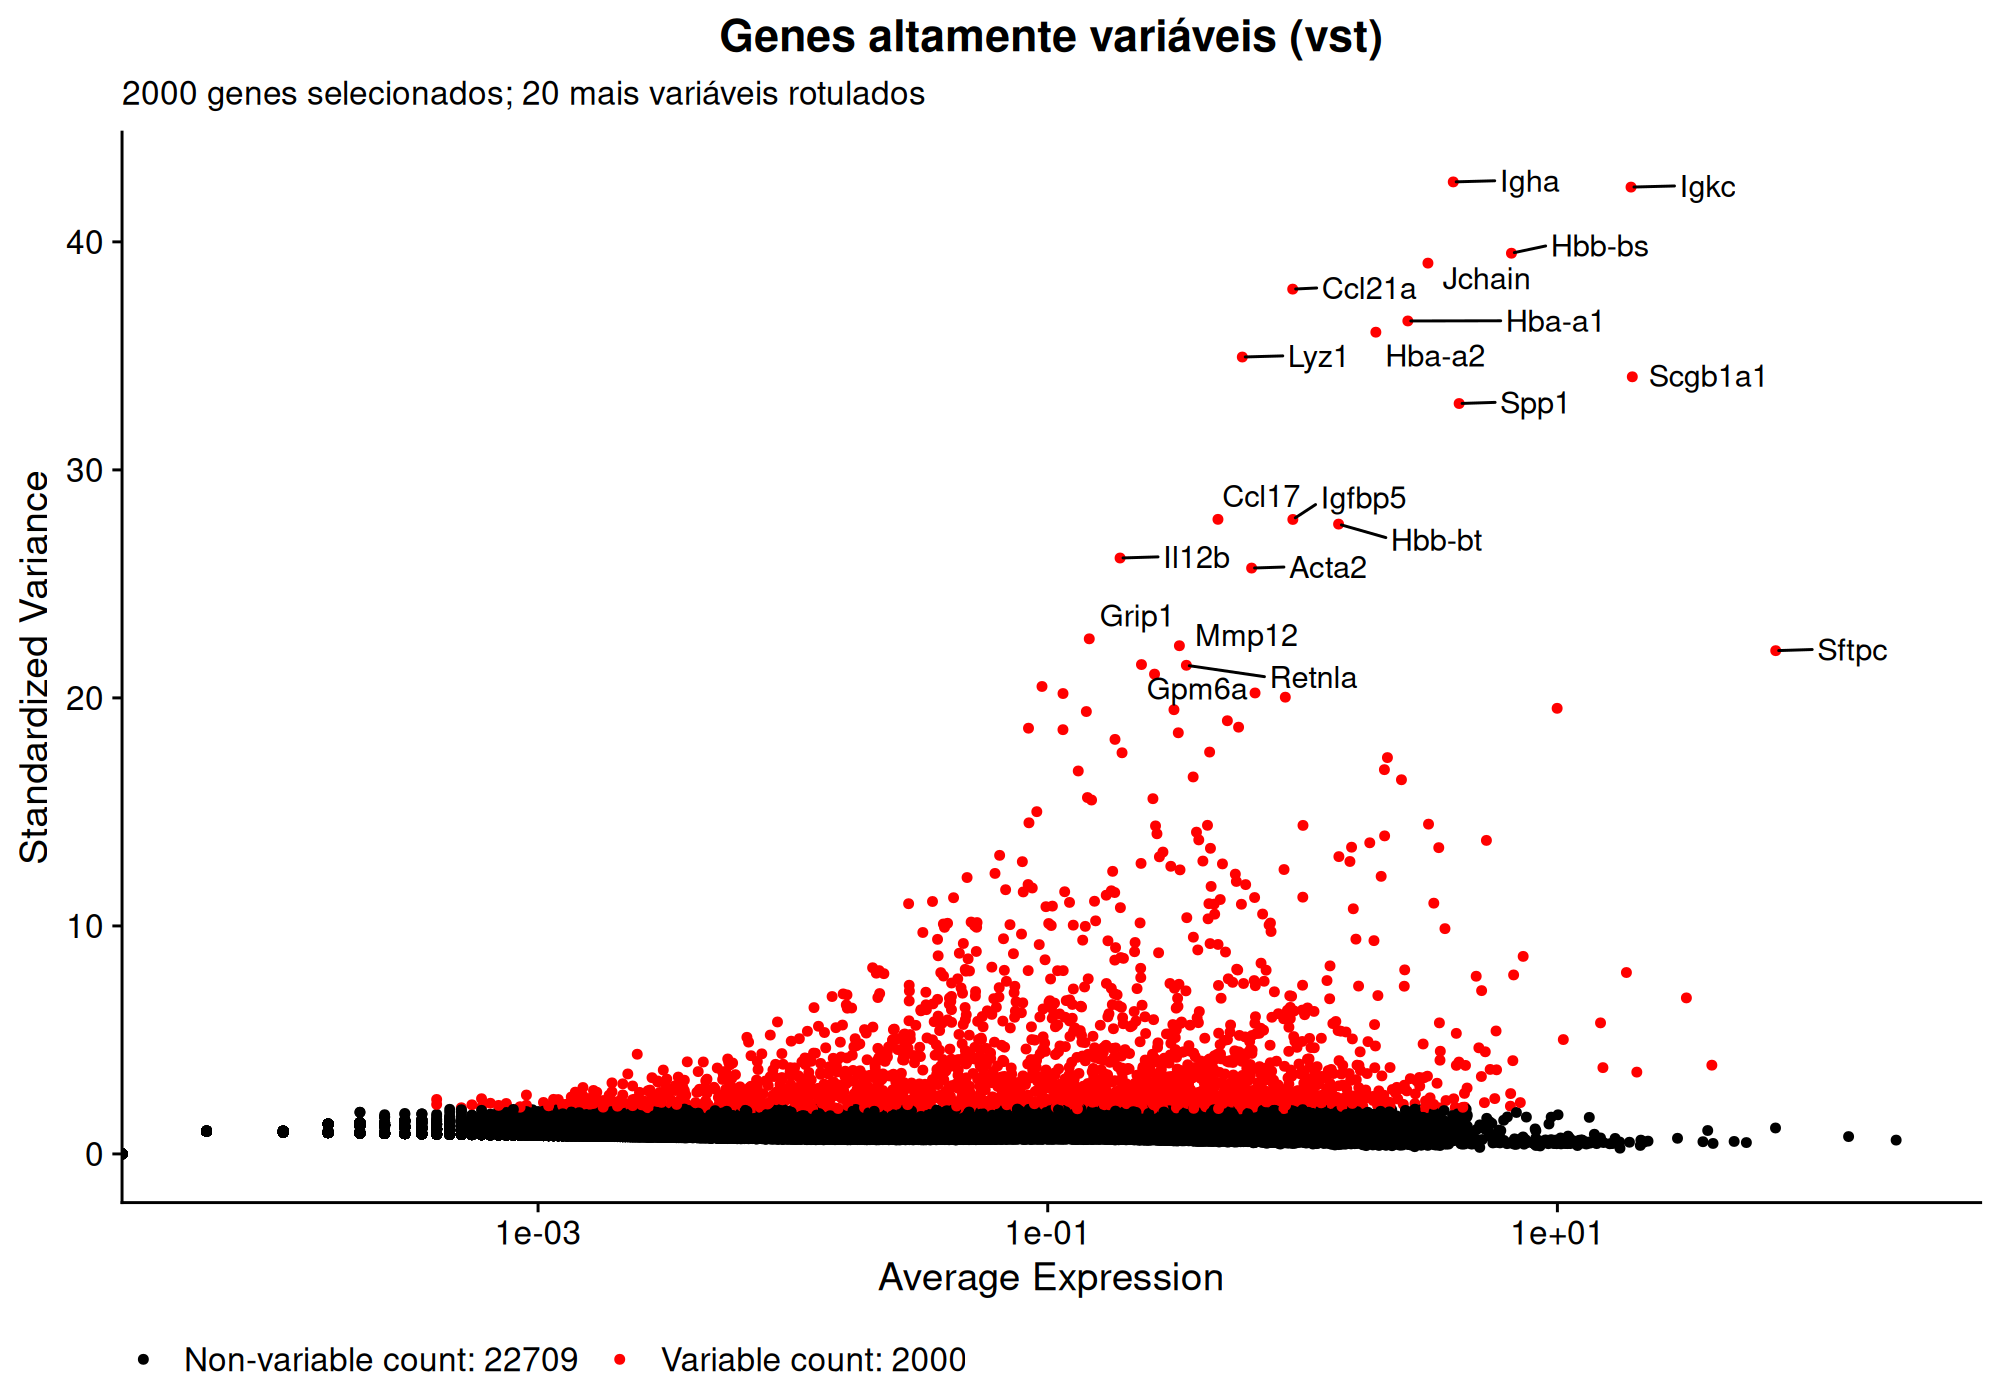 Genes altamente variáveis (vst)
2000 genes selecionados; 20 mais variáveis rotulados
Igha
Igkc
Hbb-bs
Jchain
Ccl21a
Hba-a1
Lyz1
Hba-a2
Scgb1a1
Spp1
Ccl17
Igfbp5
Hbb-bt
Il12b
Acta2
Grip1
Mmp12
Sftpc
Retnla
Gpm6a
Standardized Variance
40
30
20
10
0
1e-03
1e-01
1e+01
Average Expression
Non-variable count: 22709
Variable count: 2000